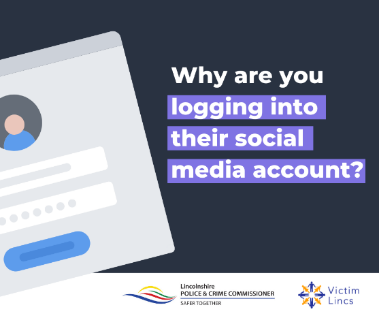 Why are you
logging into
their social
media account?
Lincolnshire
POLICE & CRIME COMMISSIONER
SAFER TOGETHER
Victim
Lincs